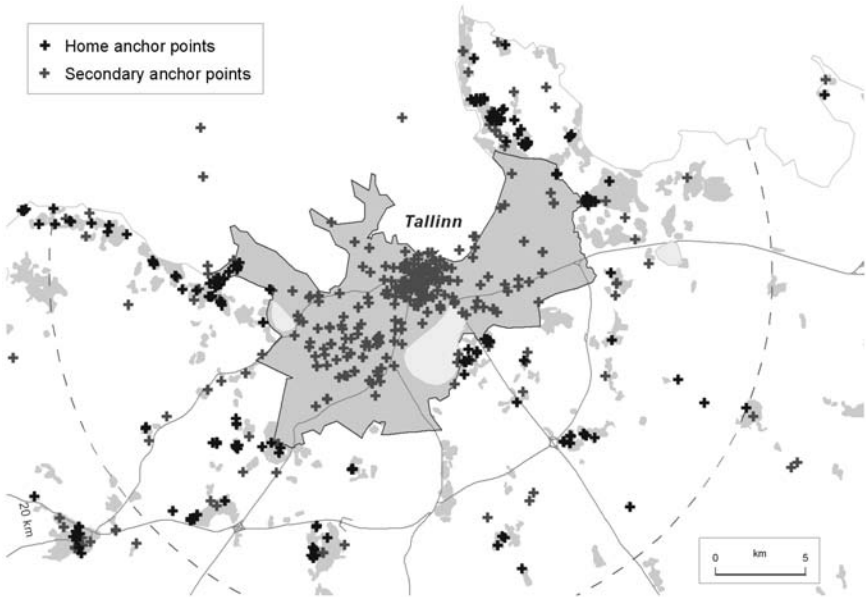 Home anchor points
Secondary anchor points
Tallinn
20 km
km
0 5